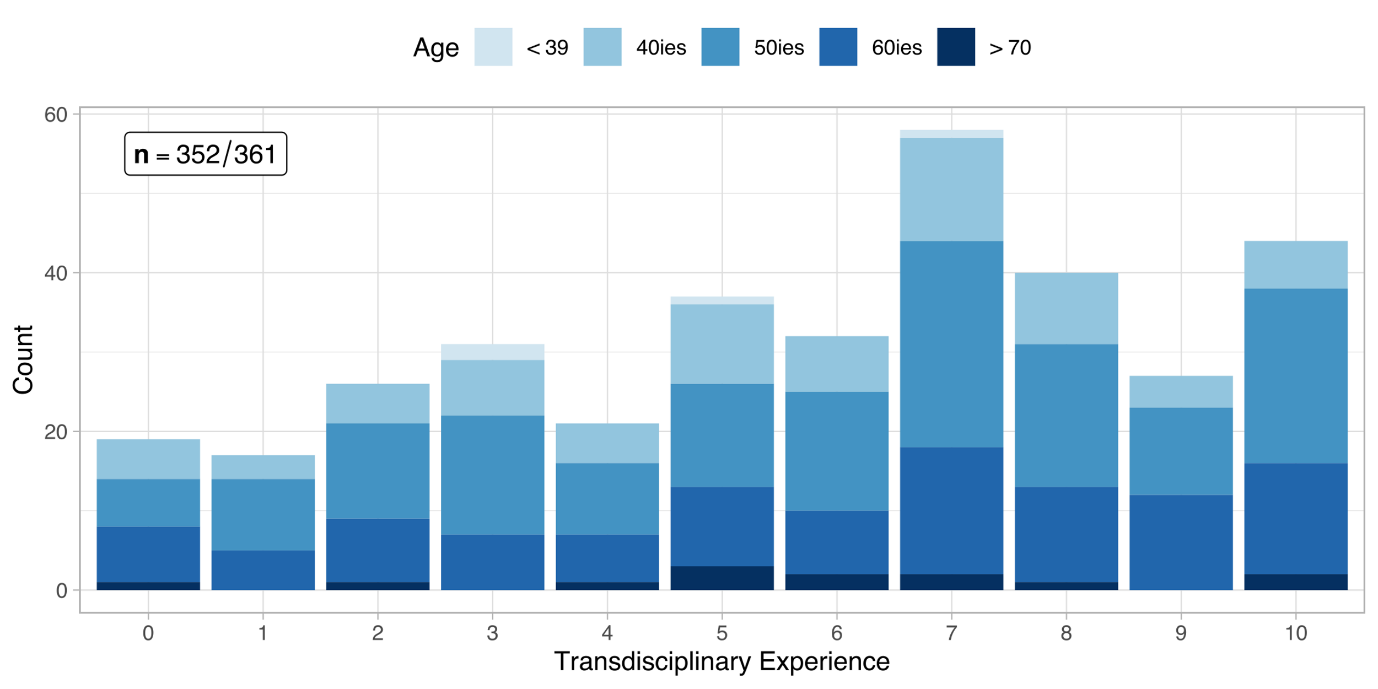 Age < 39 40ies 50ies 60ies > 70
n = 352/361
60
40
20
0
Count
0 1 2 3 4 5 6 7 8 9 10
Transdisciplinary Experience